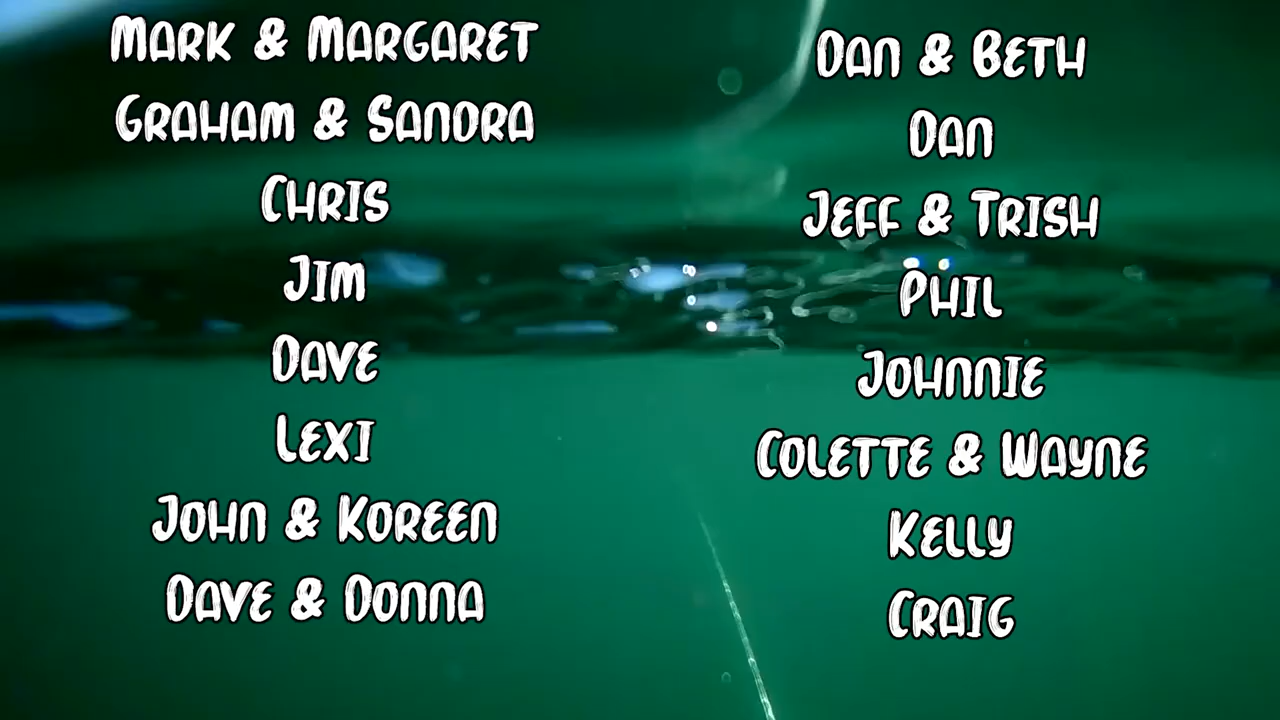 Mark & Margaret
Graham & Sandra
Chris
Jim
Dave
Lexi
John & Koreen
Dave & Donna
Dan & Beth
Dan
Jeff & Trish
Phil
Johnnie
Colette & Wayne
Kelly
Craig